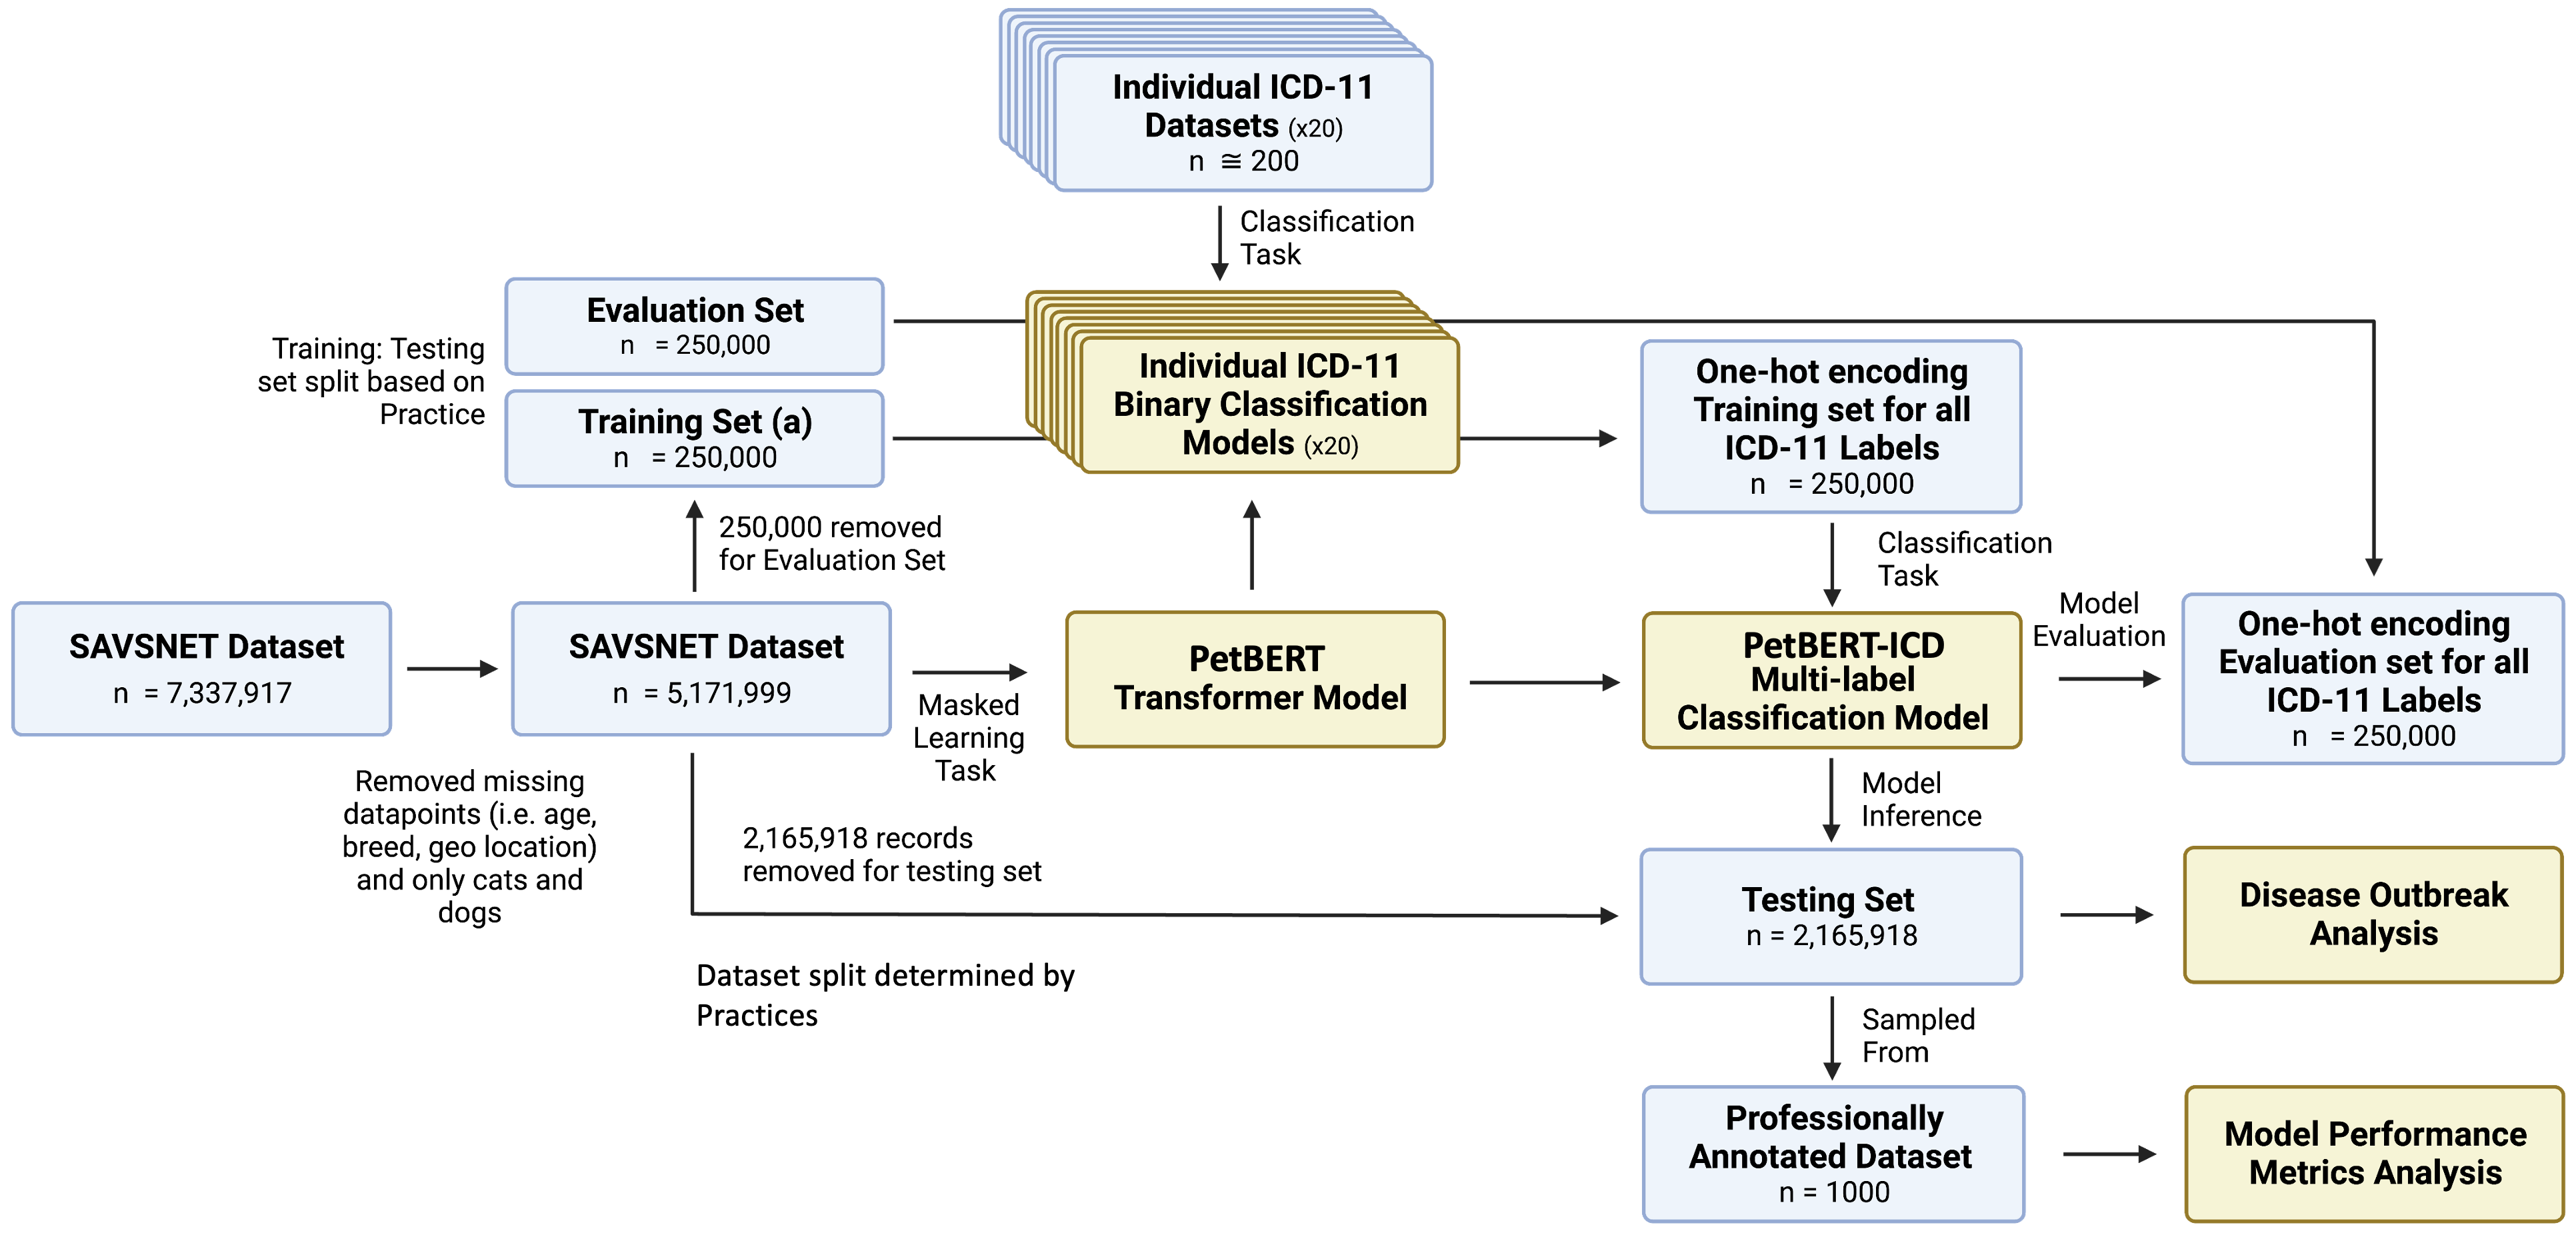 Individual ICD-11
Datasets (x20)
n ≅ 200
Classification
Task
Evaluation Set
n = 250,000
Training: Testing
set split based on
Practice
Training Set (a)
n = 250,000
Individual ICD-11
Binary Classification
Models (x20)
One-hot encoding
Training set for all
ICD-11 Labels
n = 250,000
250,000 removed
for Evaluation Set
Classification
Task
SAVSNET Dataset
n = 7,337,917
SAVSNET Dataset
n = 5,171,999
Masked
Learning
Task
PetBERT
Transformer Model
PetBERT-ICD
Multi-label
Classification Model
Model
Evaluation
One-hot encoding
Evaluation set for all
ICD-11 Labels
n = 250,000
Removed missing
datapoints (i.e. age,
breed, geo location)
and only cats and
dogs
2,165,918 records
removed for testing set
Model
Inference
Testing Set
n = 2,165,918
Disease Outbreak
Analysis
Dataset split determined by
Practices
Sampled
From
Professionally
Annotated Dataset
n = 1000
Model Performance
Metrics Analysis